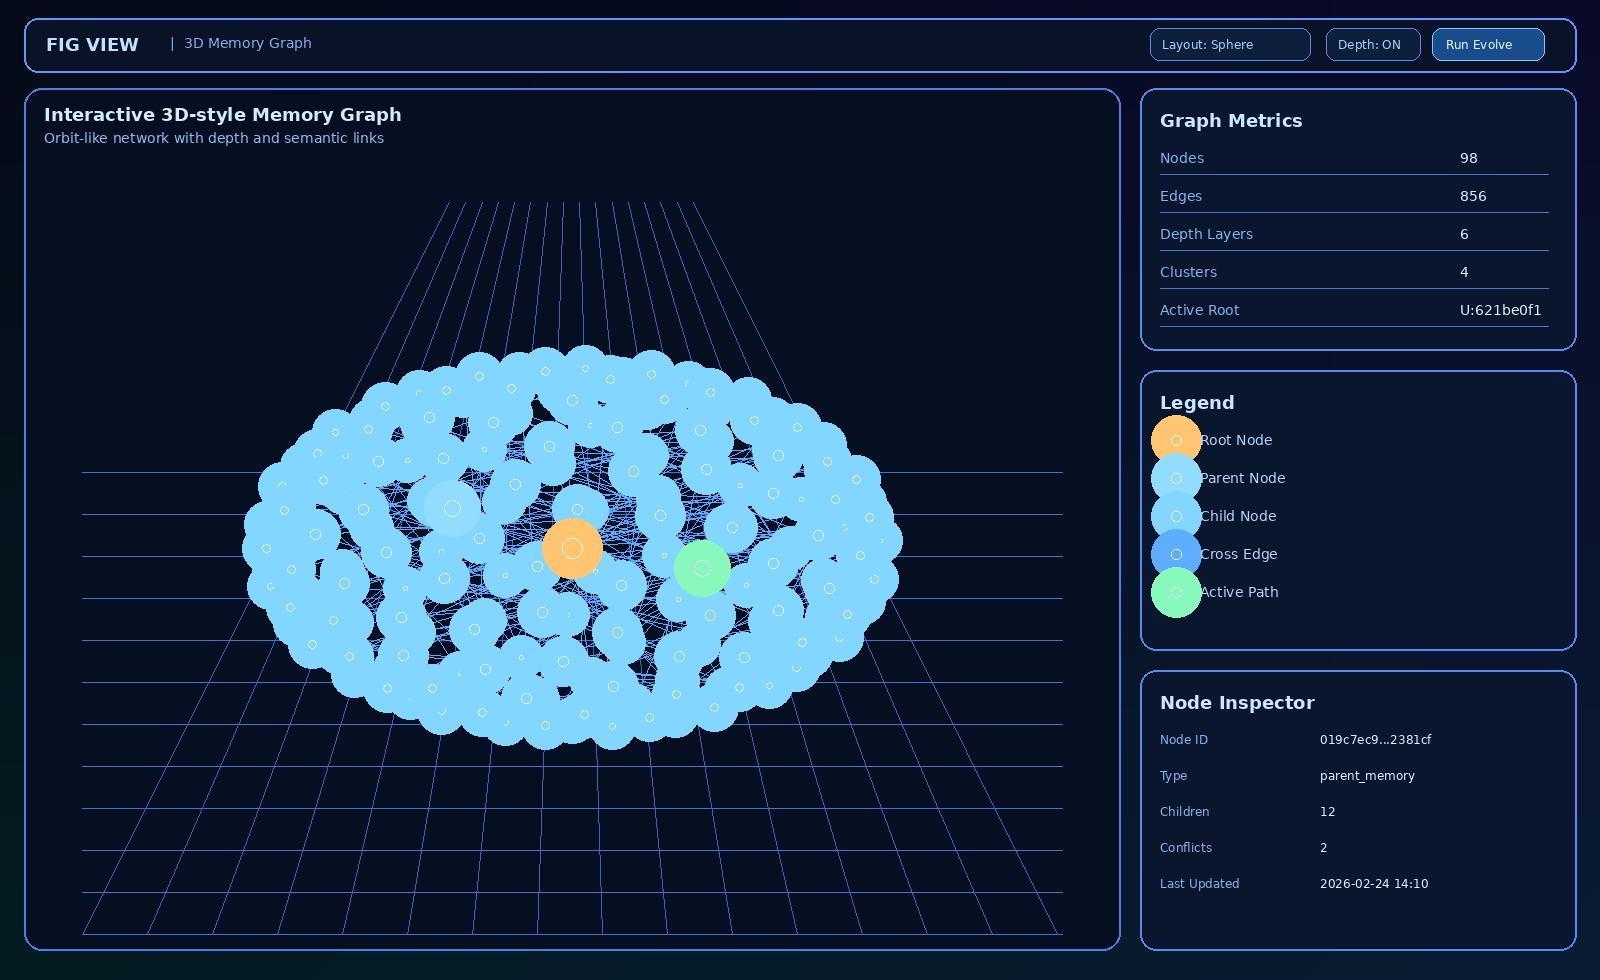 FIG VIEW | 3D Memory Graph
Layout: Sphere
Depth: ON
Run Evolve
Interactive 3D-style Memory Graph
Orbit-like network with depth and semantic links
Graph Metrics
Nodes 98
Edges 856
Depth Layers 6
Clusters 4
Active Root U:621be0f1
Legend
Root Node
Parent Node
Child Node
Cross Edge
Active Path
Node Inspector
Node ID 019c7ec9...2381cf
Type parent_memory
Children 12
Conflicts 2
Last Updated 2026-02-24 14:10